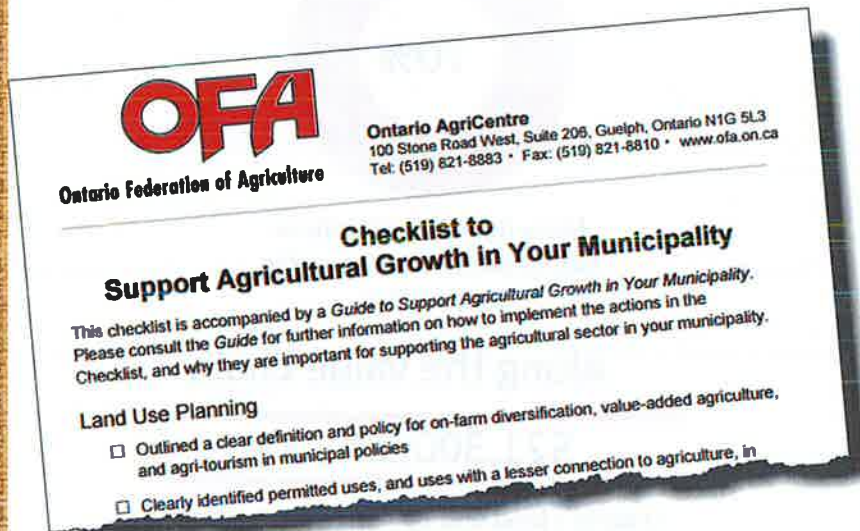 OFA
Ontario Federation of Agriculture
Ontario AgriCentre
100 Stone Road West, Suite 206, Guelph, Ontario N1G 5L3
Tel: (519) 821-8883 • Fax: (519) 821-8810 • www.ofa.on.ca
Checklist to
Support Agricultural Growth in Your Municipality
This checklist is accompanied by a Guide to Support Agricultural Growth in Your Municipality.
Please consult the Guide for further information on how to implement the actions in the
Checklist, and why they are important for supporting the agricultural sector in your municipality.
Land Use Planning
☐ Outlined a clear definition and policy for on-farm diversification, value-added agriculture,
and agri-tourism in municipal policies
☐ Clearly identified permitted uses, and uses with a lesser connection to agriculture, in